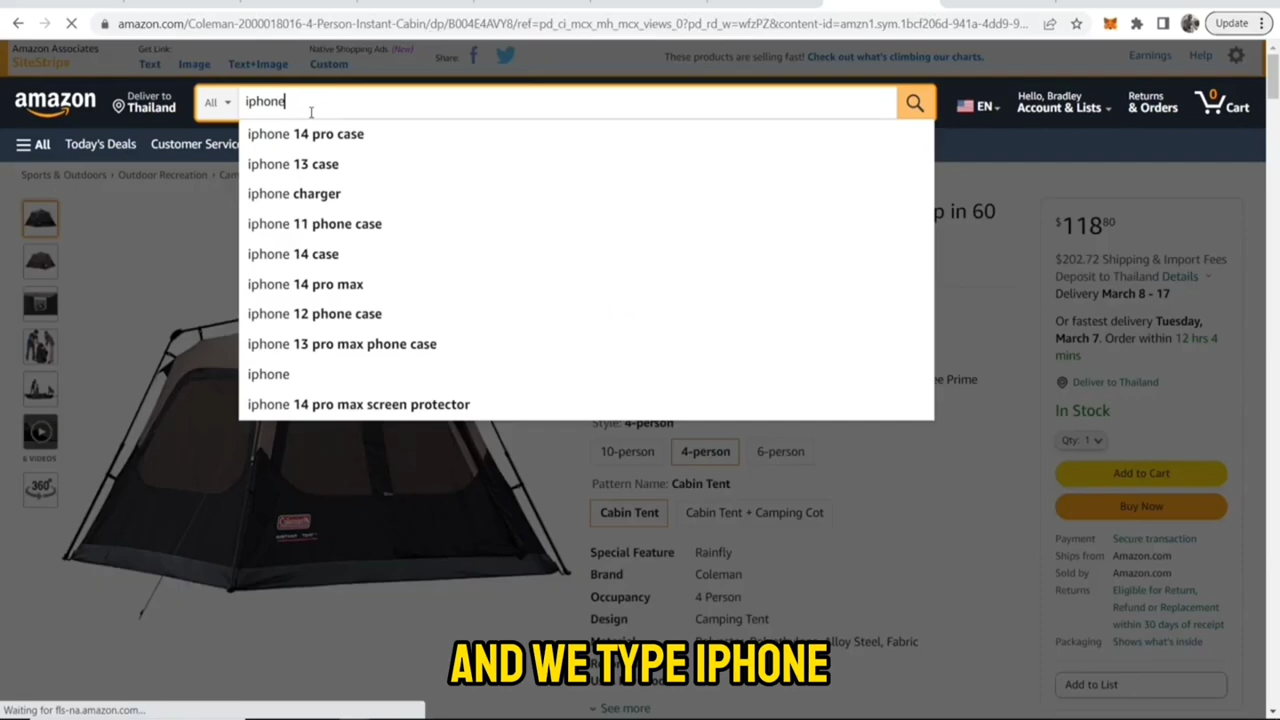 amazon.com/Coleman-2000018016-4-Person-Instant-Cabin/dp/B004E4AVY8/ref=pd_ci_mcx_mh_mcx_views_0?pd_rd_w=wfzPZ&content-id=amzn1.sym.1bcf206d-941a-4dd9-9...
Update
Amazon Associates
SiteStripe
Get Link:
Text
Image
Text+Image
Native Shopping Ads (New)
Custom
Share
These products are selling fast! Check out what's climbing our charts.
Earnings
Help
amazon
Deliver to
Thailand
All
iphone
EN
Hello, Bradley
Account & Lists
Returns
& Orders
0
Cart
All
Today's Deals
Customer Servic
Sports & Outdoors › Outdoor Recreation › Cam
iphone 14 pro case
iphone 13 case
iphone charger
iphone 11 phone case
iphone 14 case
iphone 14 pro max
iphone 12 phone case
iphone 13 pro max phone case
iphone
iphone 14 pro max screen protector
p in 60
ee Prime
6 VIDEOS
360°
Coleman
Style: 4-person
10-person
4-person
6-person
Pattern Name: Cabin Tent
Cabin Tent
Cabin Tent + Camping Cot
Special Feature Rainfly
Brand Coleman
Occupancy 4 Person
Design Camping Tent
Alloy Steel, Fabric
See more
$118.80
$202.72 Shipping & Import Fees
Deposit to Thailand Details
Delivery March 8 - 17
Or fastest delivery Tuesday,
March 7. Order within 12 hrs 4
mins
Deliver to Thailand
In Stock
Qty: 1
Add to Cart
Buy Now
Payment Secure transaction
Ships from Amazon.com
Sold by Amazon.com
Returns Eligible for Return,
Refund or Replacement
within 30 days of receipt
Packaging Shows what's inside
Add to List
AND WE TYPE IPHONE
Waiting for fls-na.amazon.com...